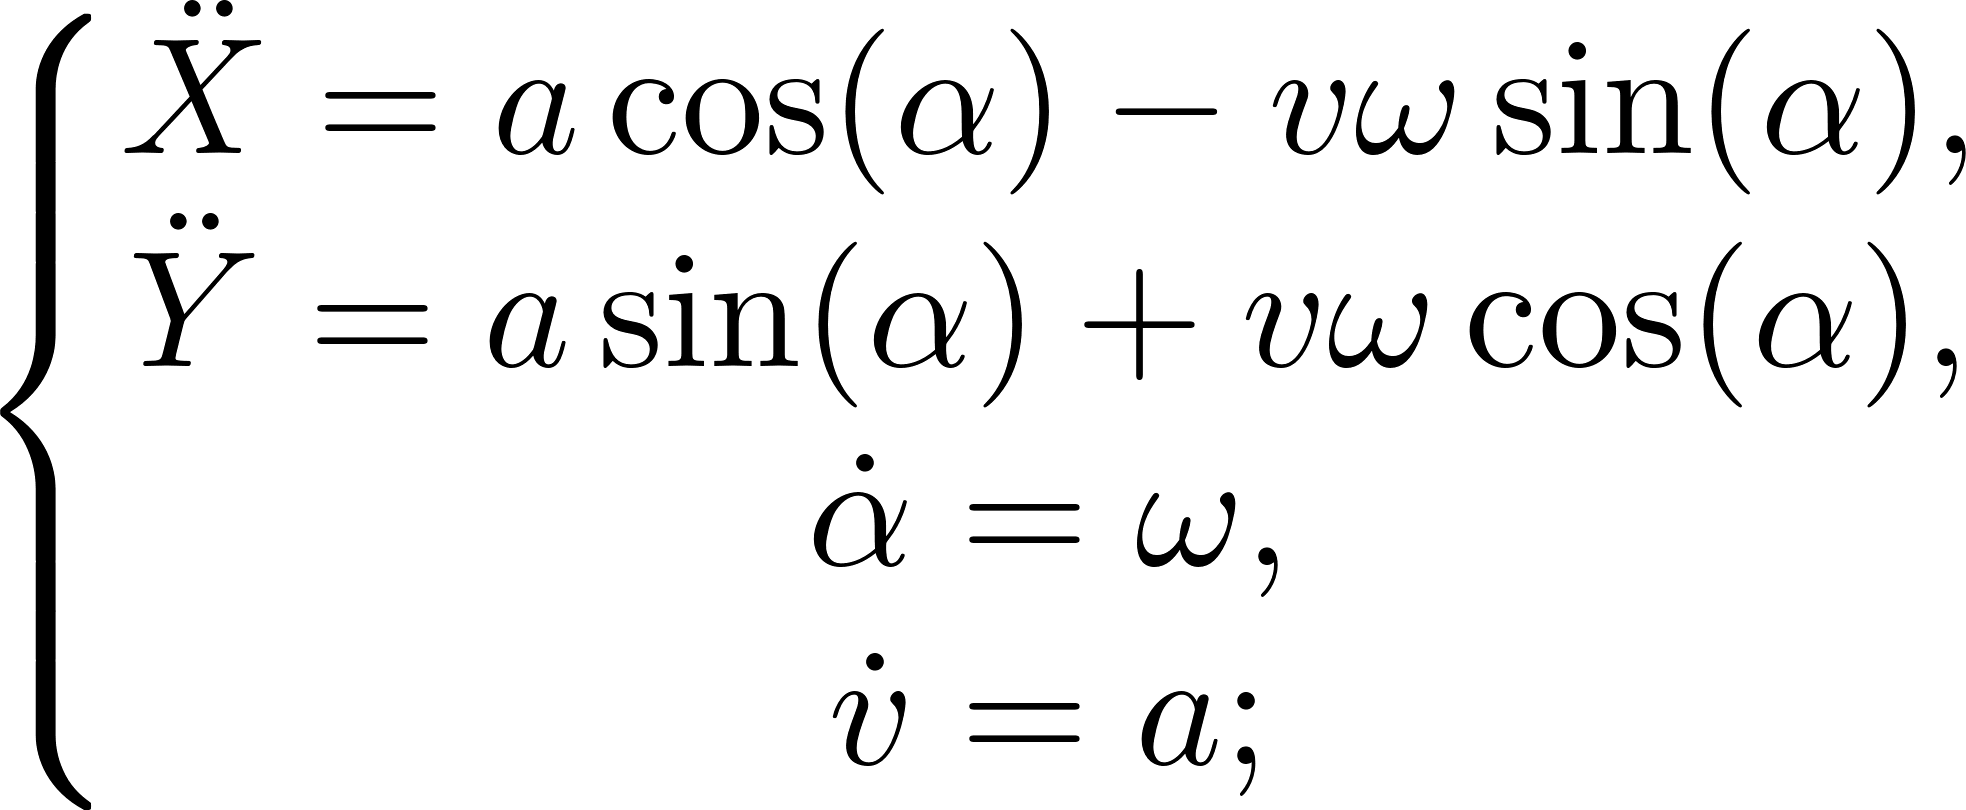 Ẍ = a cos(α) − vω sin(α),
Ÿ = a sin(α) + vω cos(α),
α̇ = ω,
v̇ = a;